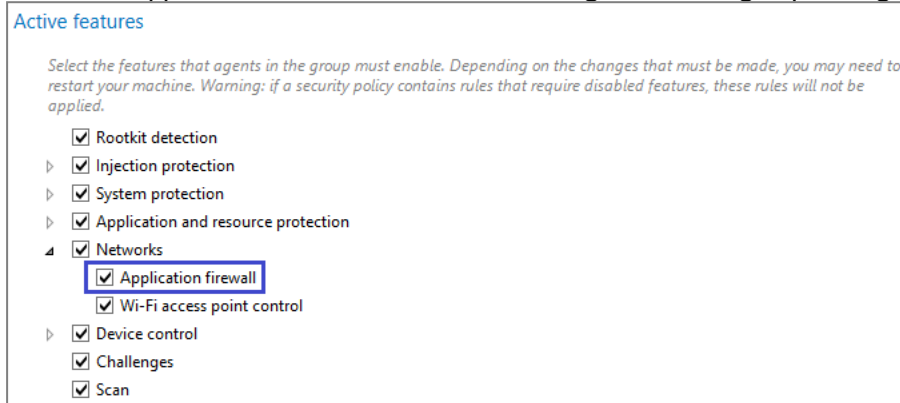 Active features
Select the features that agents in the group must enable. Depending on the changes that must be made, you may need to
restart your machine. Warning: if a security policy contains rules that require disabled features, these rules will not be
applied.
Rootkit detection
Injection protection
System protection
Application and resource protection
Networks
Application firewall
Wi-Fi access point control
Device control
Challenges
Scan